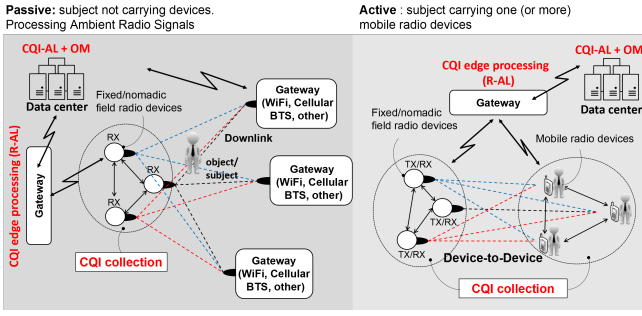 Passive: subject not carrying devices.
Processing Ambient Radio Signals
CQI-AL + OM
Data center
Fixed/nomadic
field radio devices
RX
RX
RX
CQI edge processing (R-AL)
Gateway
CQI collection
Downlink
object/
subject
Gateway
(WiFi, Cellular
BTS, other)
Gateway
(WiFi, Cellular
BTS, other)
Gateway
(WiFi, Cellular
BTS, other)
Active : subject carrying one (or more)
mobile radio devices
CQI-AL + OM
Data center
CQI edge processing
(R-AL)
Gateway
Fixed/nomadic
field radio devices
Mobile radio devices
TX/RX
TX/RX
TX/RX
Device-to-Device
CQI collection